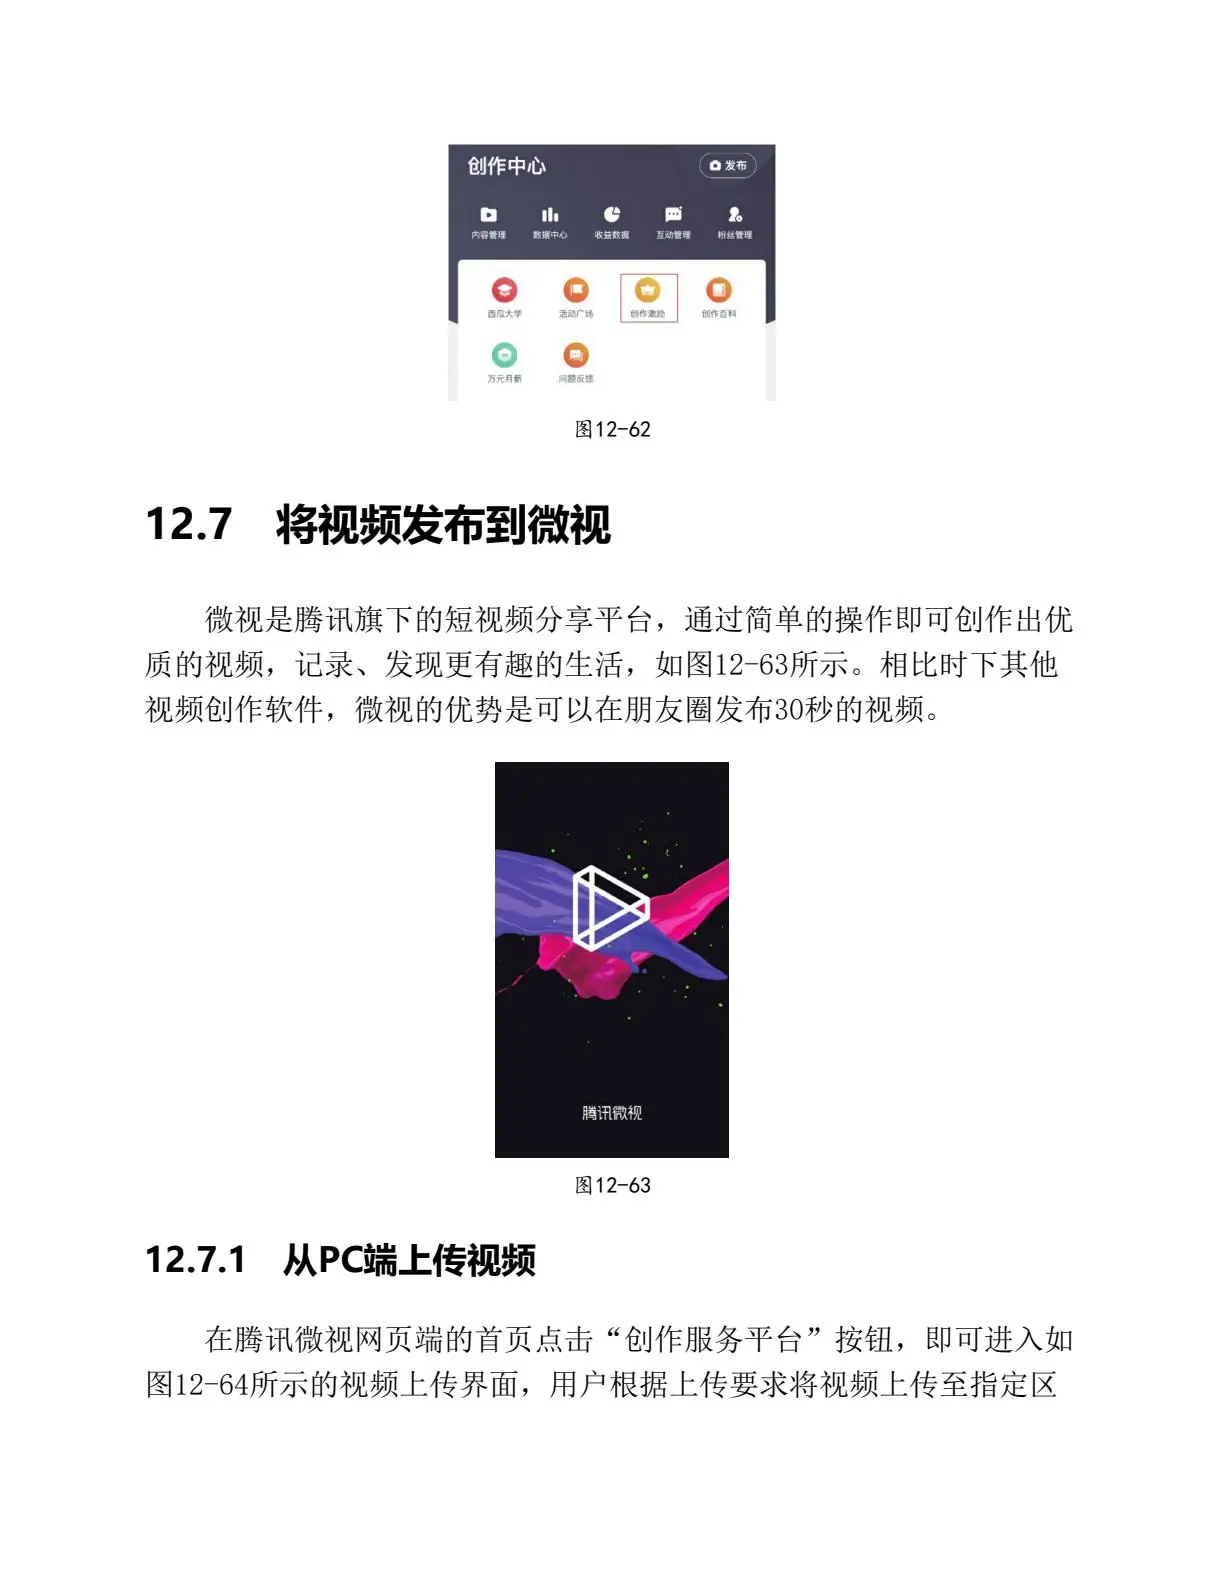 创作中心
发布
内容管理 数据中心 收益数据 互动管理 粉丝管理
西瓜大学 活动广场 创作激励 创作百科
万元月薪 问题反馈
图12-62
12.7 将视频发布到微视
微视是腾讯旗下的短视频分享平台，通过简单的操作即可创作出优
质的视频，记录、发现更有趣的生活，如图12-63所示。相比时下其他
视频创作软件，微视的优势是可以在朋友圈发布30秒的视频。
腾讯微视
图12-63
12.7.1 从PC端上传视频
在腾讯微视网页端的首页点击“创作服务平台”按钮，即可进入如
图12-64所示的视频上传界面，用户根据上传要求将视频上传至指定区